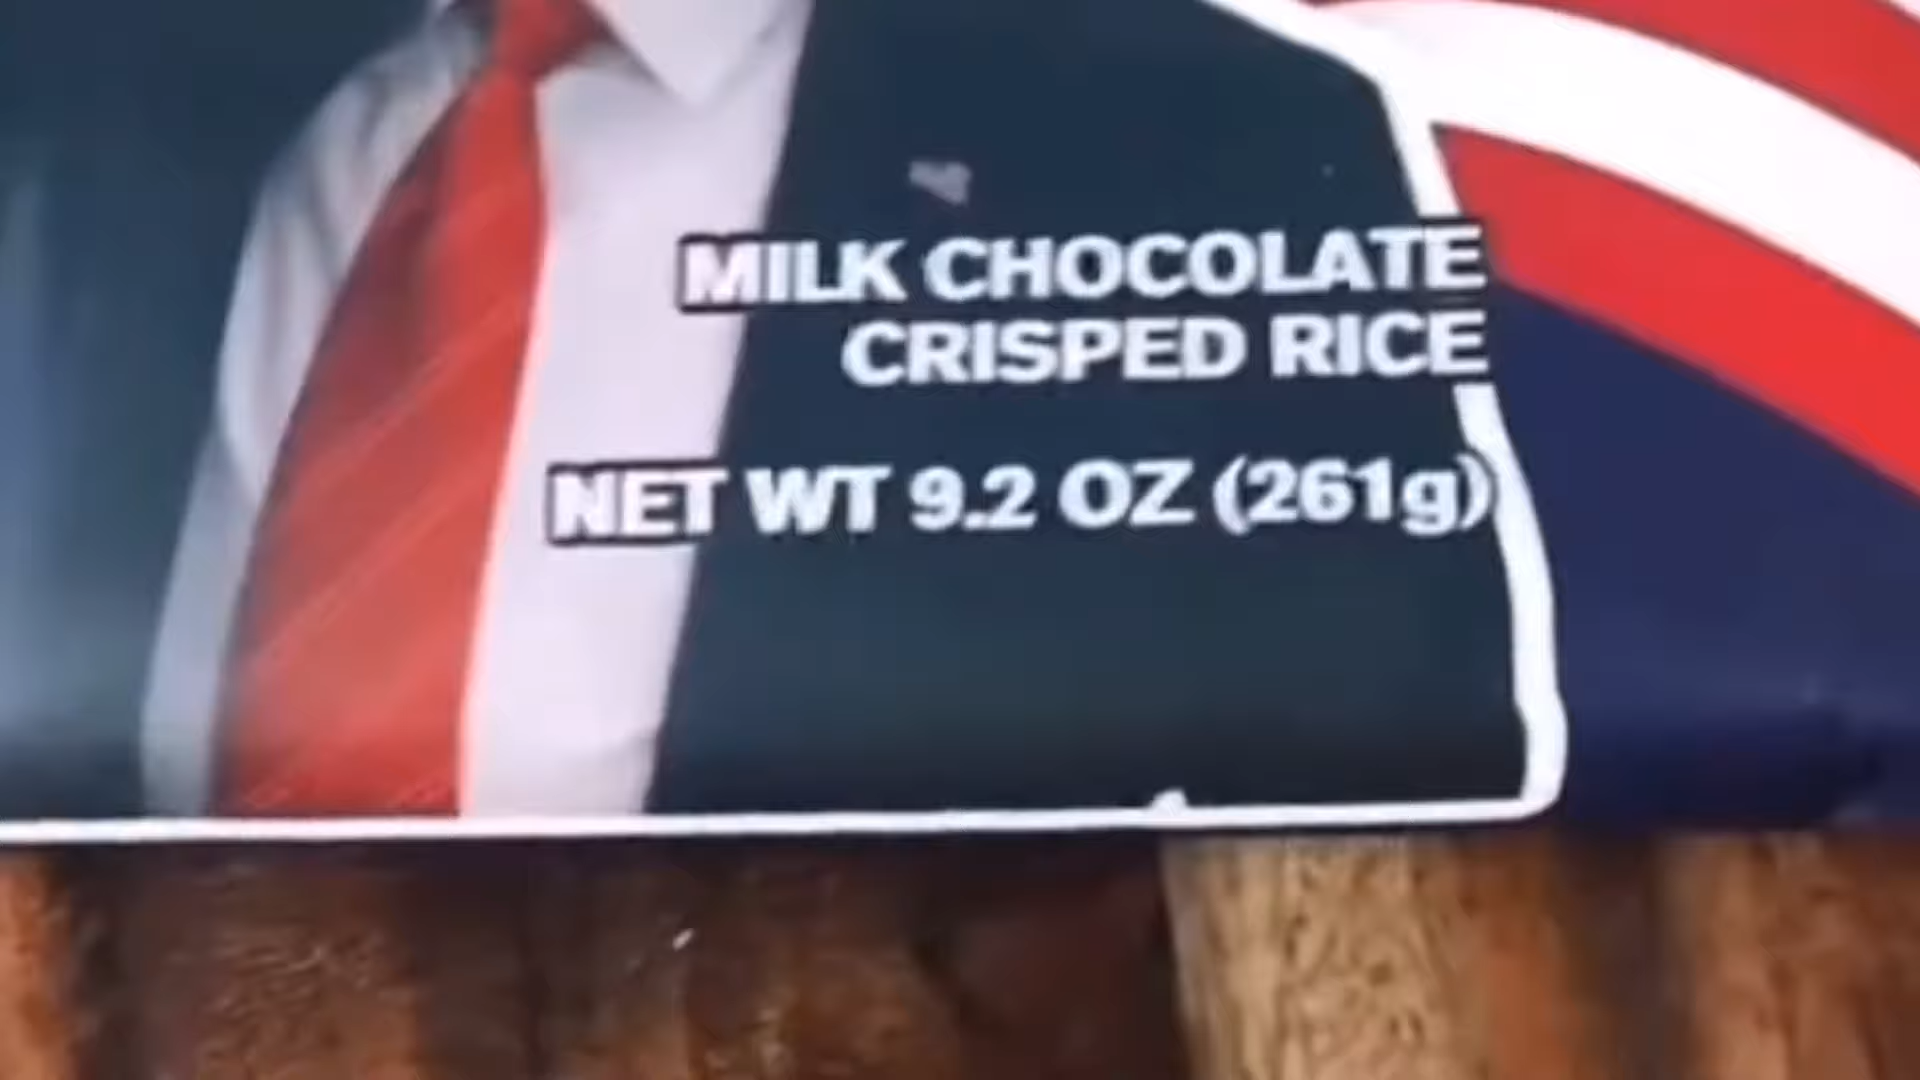 MILK CHOCOLATE
CRISPED RICE
NET WT 9.2 OZ (261g)